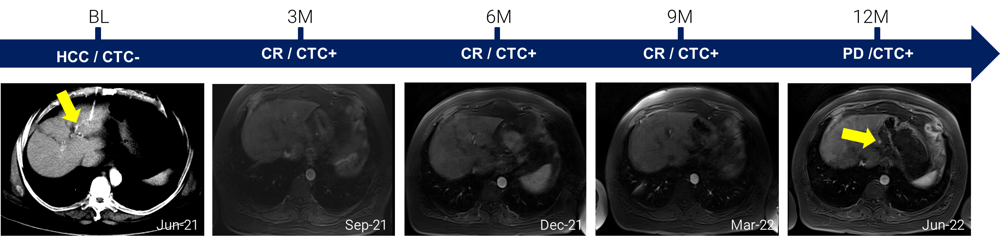 BL
3M
6M
9M
12M
HCC / CTC-
CR / CTC+
CR / CTC+
CR / CTC+
PD /CTC+
Jun-21
Sep-21
Dec-21
Mar-22
Jun-22